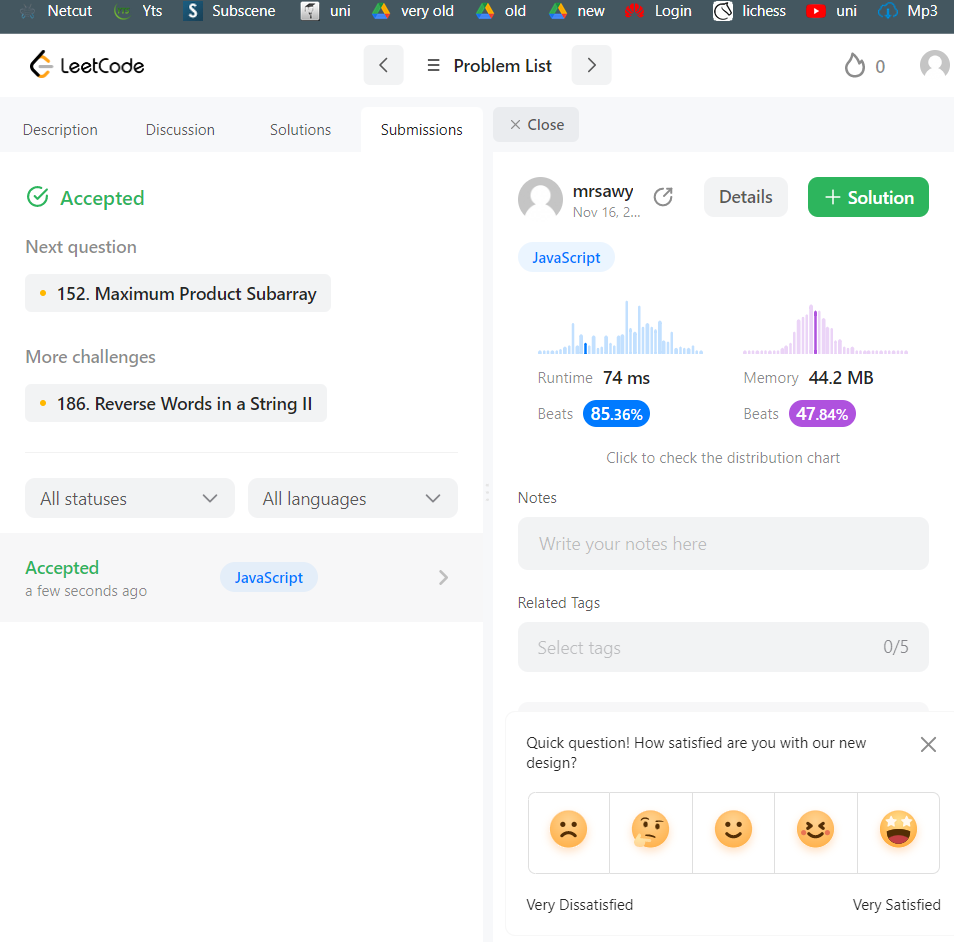 Netcut Yts Subscene uni very old old new Login lichess uni Mp3
LeetCode
Problem List
0
Description Discussion Solutions Submissions
Close
Accepted
Next question
152. Maximum Product Subarray
More challenges
186. Reverse Words in a String II
All statuses All languages
Accepted
a few seconds ago
JavaScript
mrsawy
Nov 16, 2...
Details
+ Solution
JavaScript
Runtime 74 ms
Beats 85.36%
Memory 44.2 MB
Beats 47.84%
Click to check the distribution chart
Notes
Write your notes here
Related Tags
Select tags 0/5
Quick question! How satisfied are you with our new
design?
Very Dissatisfied Very Satisfied